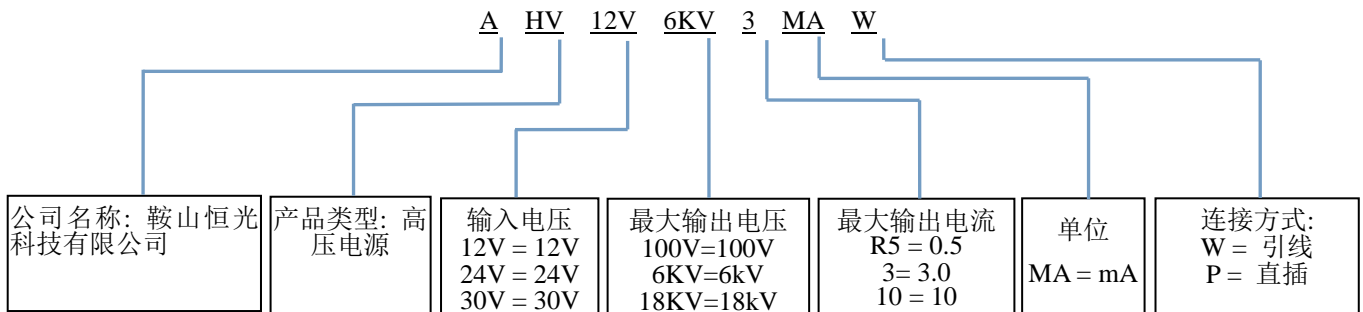 A HV 12V 6KV 3 MA W
公司名称: 鞍山恒光
科技有限公司
产品类型: 高
压电源
输入电压
12V = 12V
24V = 24V
30V = 30V
最大输出电压
100V=100V
6KV=6kV
18KV=18kV
最大输出电流
R5 = 0.5
3= 3.0
10 = 10
单位
MA = mA
连接方式:
W = 引线
P = 直插